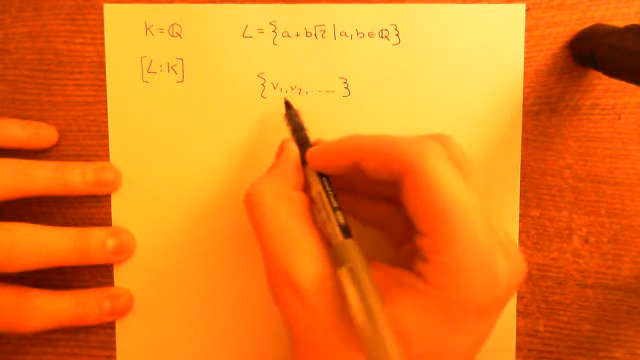 K = ℚ L = {a + b√2 | a, b ∈ ℚ}
[L : K]
{v₁, v₂, .....}